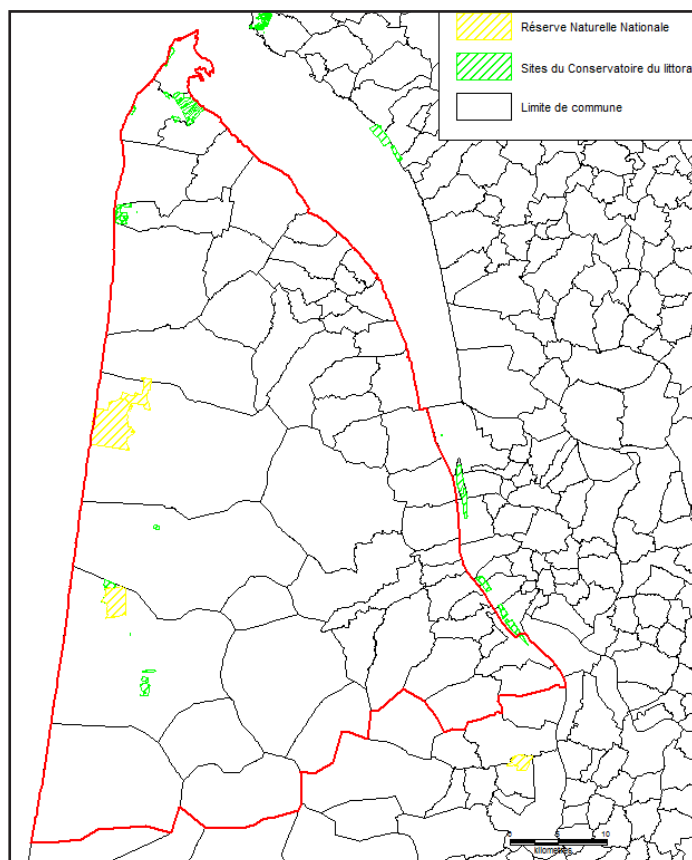 Réserve Naturelle Nationale
Sites du Conservatoire du littora
Limite de commune
0 5 10
kilomètres